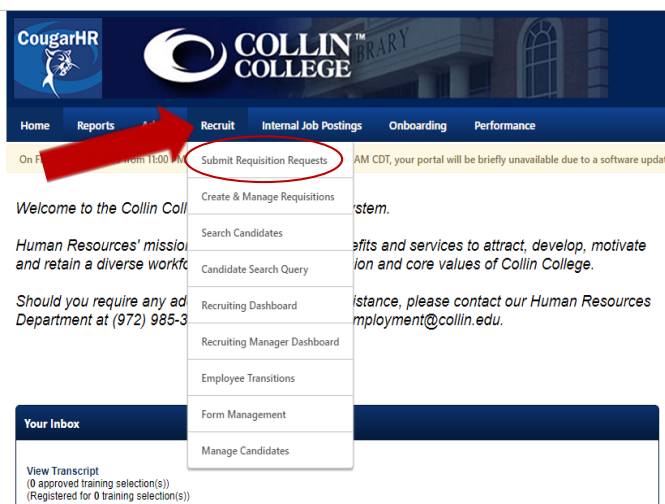 CougarHR
COLLIN™
COLLEGE
BRARY
Home Reports Recruit Internal Job Postings Onboarding Performance
On from 11:00 AM CDT, your portal will be briefly unavailable due to a software upda
Submit Requisition Requests
Create & Manage Requisitions
Search Candidates
Candidate Search Query
Recruiting Dashboard
Recruiting Manager Dashboard
Employee Transitions
Form Management
Manage Candidates
Welcome to the Collin Coll stem.
Human Resources' mission efits and services to attract, develop, motivate
and retain a diverse workfo ion and core values of Collin College.
Should you require any ad istance, please contact our Human Resources
Department at (972) 985-3 mployment@collin.edu.
Your Inbox
View Transcript
(0 approved training selection(s))
(Registered for 0 training selection(s))